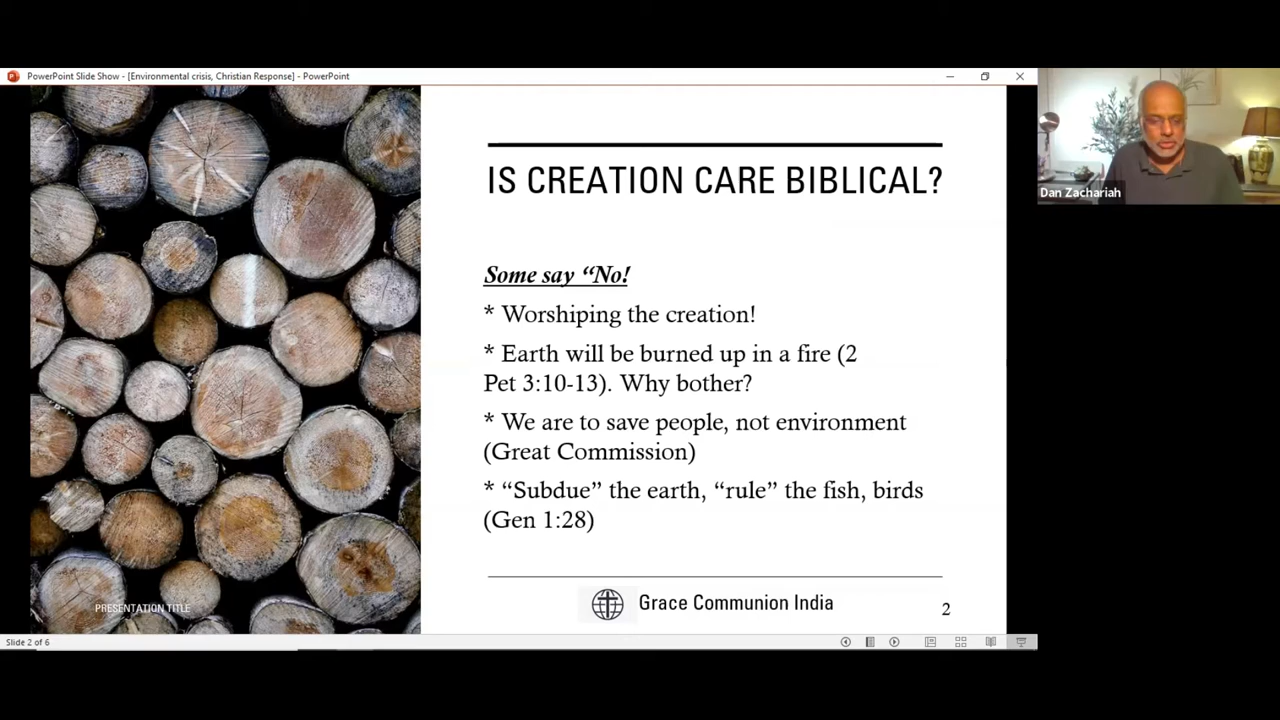 PowerPoint Slide Show - [Environmental crisis, Christian Response] - PowerPoint
Dan Zachariah
IS CREATION CARE BIBLICAL?
Some say “No!
* Worshiping the creation!
* Earth will be burned up in a fire (2
Pet 3:10-13). Why bother?
* We are to save people, not environment
(Great Commission)
* “Subdue” the earth, “rule” the fish, birds
(Gen 1:28)
PRESENTATION TITLE
Grace Communion India
2
Slide 2 of 6